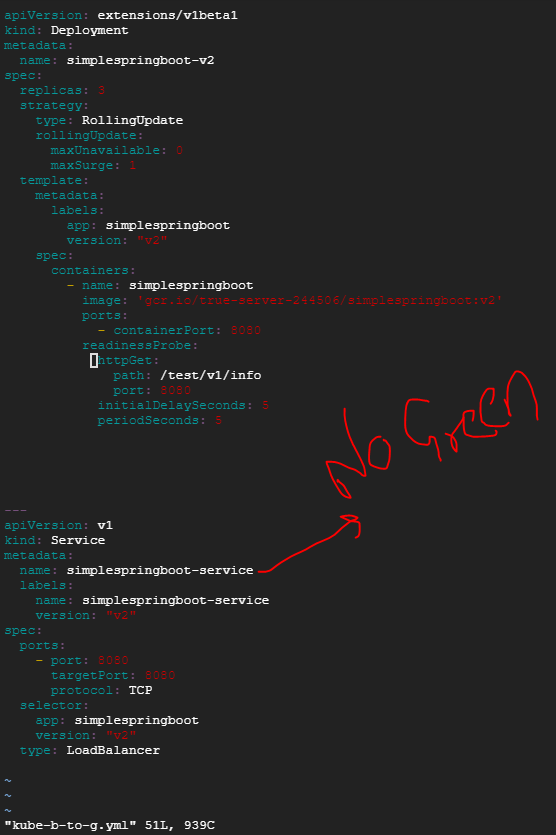 apiVersion: extensions/v1beta1
kind: Deployment
metadata:
  name: simplespringboot-v2
spec:
  replicas: 3
  strategy:
    type: RollingUpdate
    rollingUpdate:
      maxUnavailable: 0
      maxSurge: 1
  template:
    metadata:
      labels:
        app: simplespringboot
        version: "v2"
    spec:
      containers:
        - name: simplespringboot
          image: 'gcr.io/true-server-244506/simplespringboot:v2'
          ports:
            - containerPort: 8080
          readinessProbe:
            httpGet:
              path: /test/v1/info
              port: 8080
            initialDelaySeconds: 5
            periodSeconds: 5
No Green
---
apiVersion: v1
kind: Service
metadata:
  name: simplespringboot-service
  labels:
    name: simplespringboot-service
    version: "v2"
spec:
  ports:
    - port: 8080
      targetPort: 8080
      protocol: TCP
  selector:
    app: simplespringboot
    version: "v2"
  type: LoadBalancer
~
~
~
"kube-b-to-g.yml" 51L, 939C